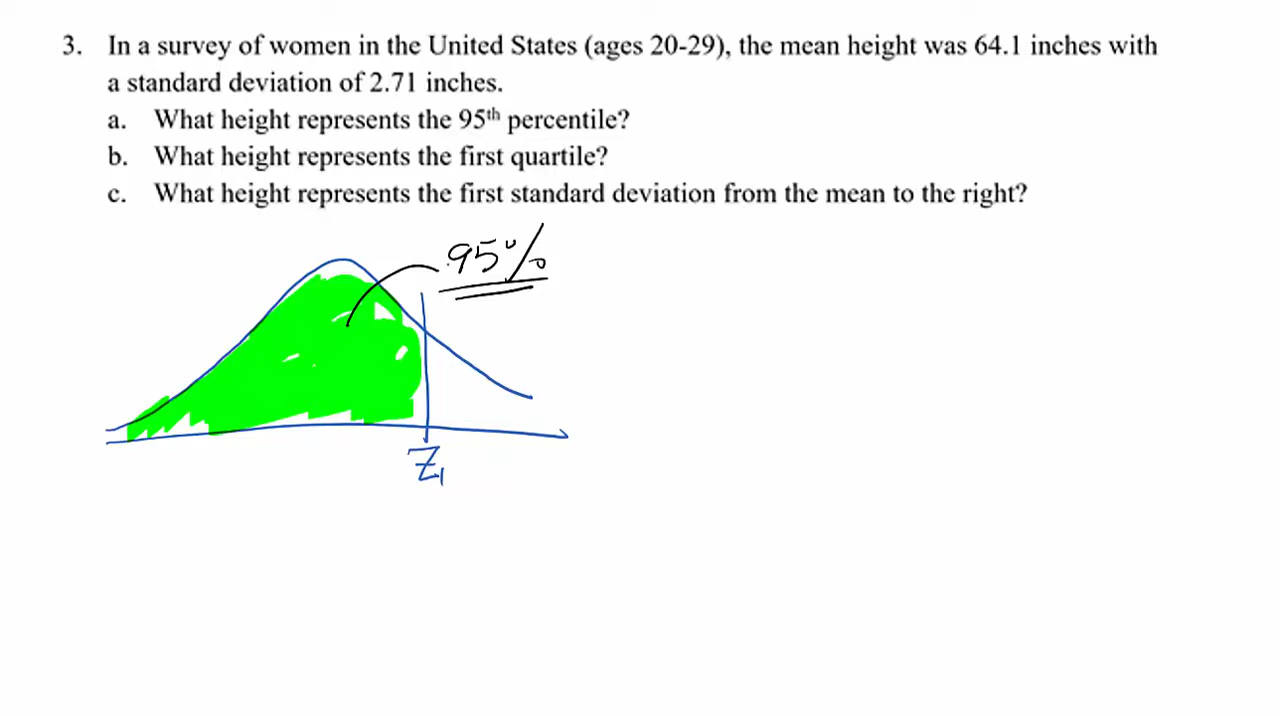 3. In a survey of women in the United States (ages 20-29), the mean height was 64.1 inches with
a standard deviation of 2.71 inches.
a. What height represents the 95th percentile?
b. What height represents the first quartile?
c. What height represents the first standard deviation from the mean to the right?
95%
Z1